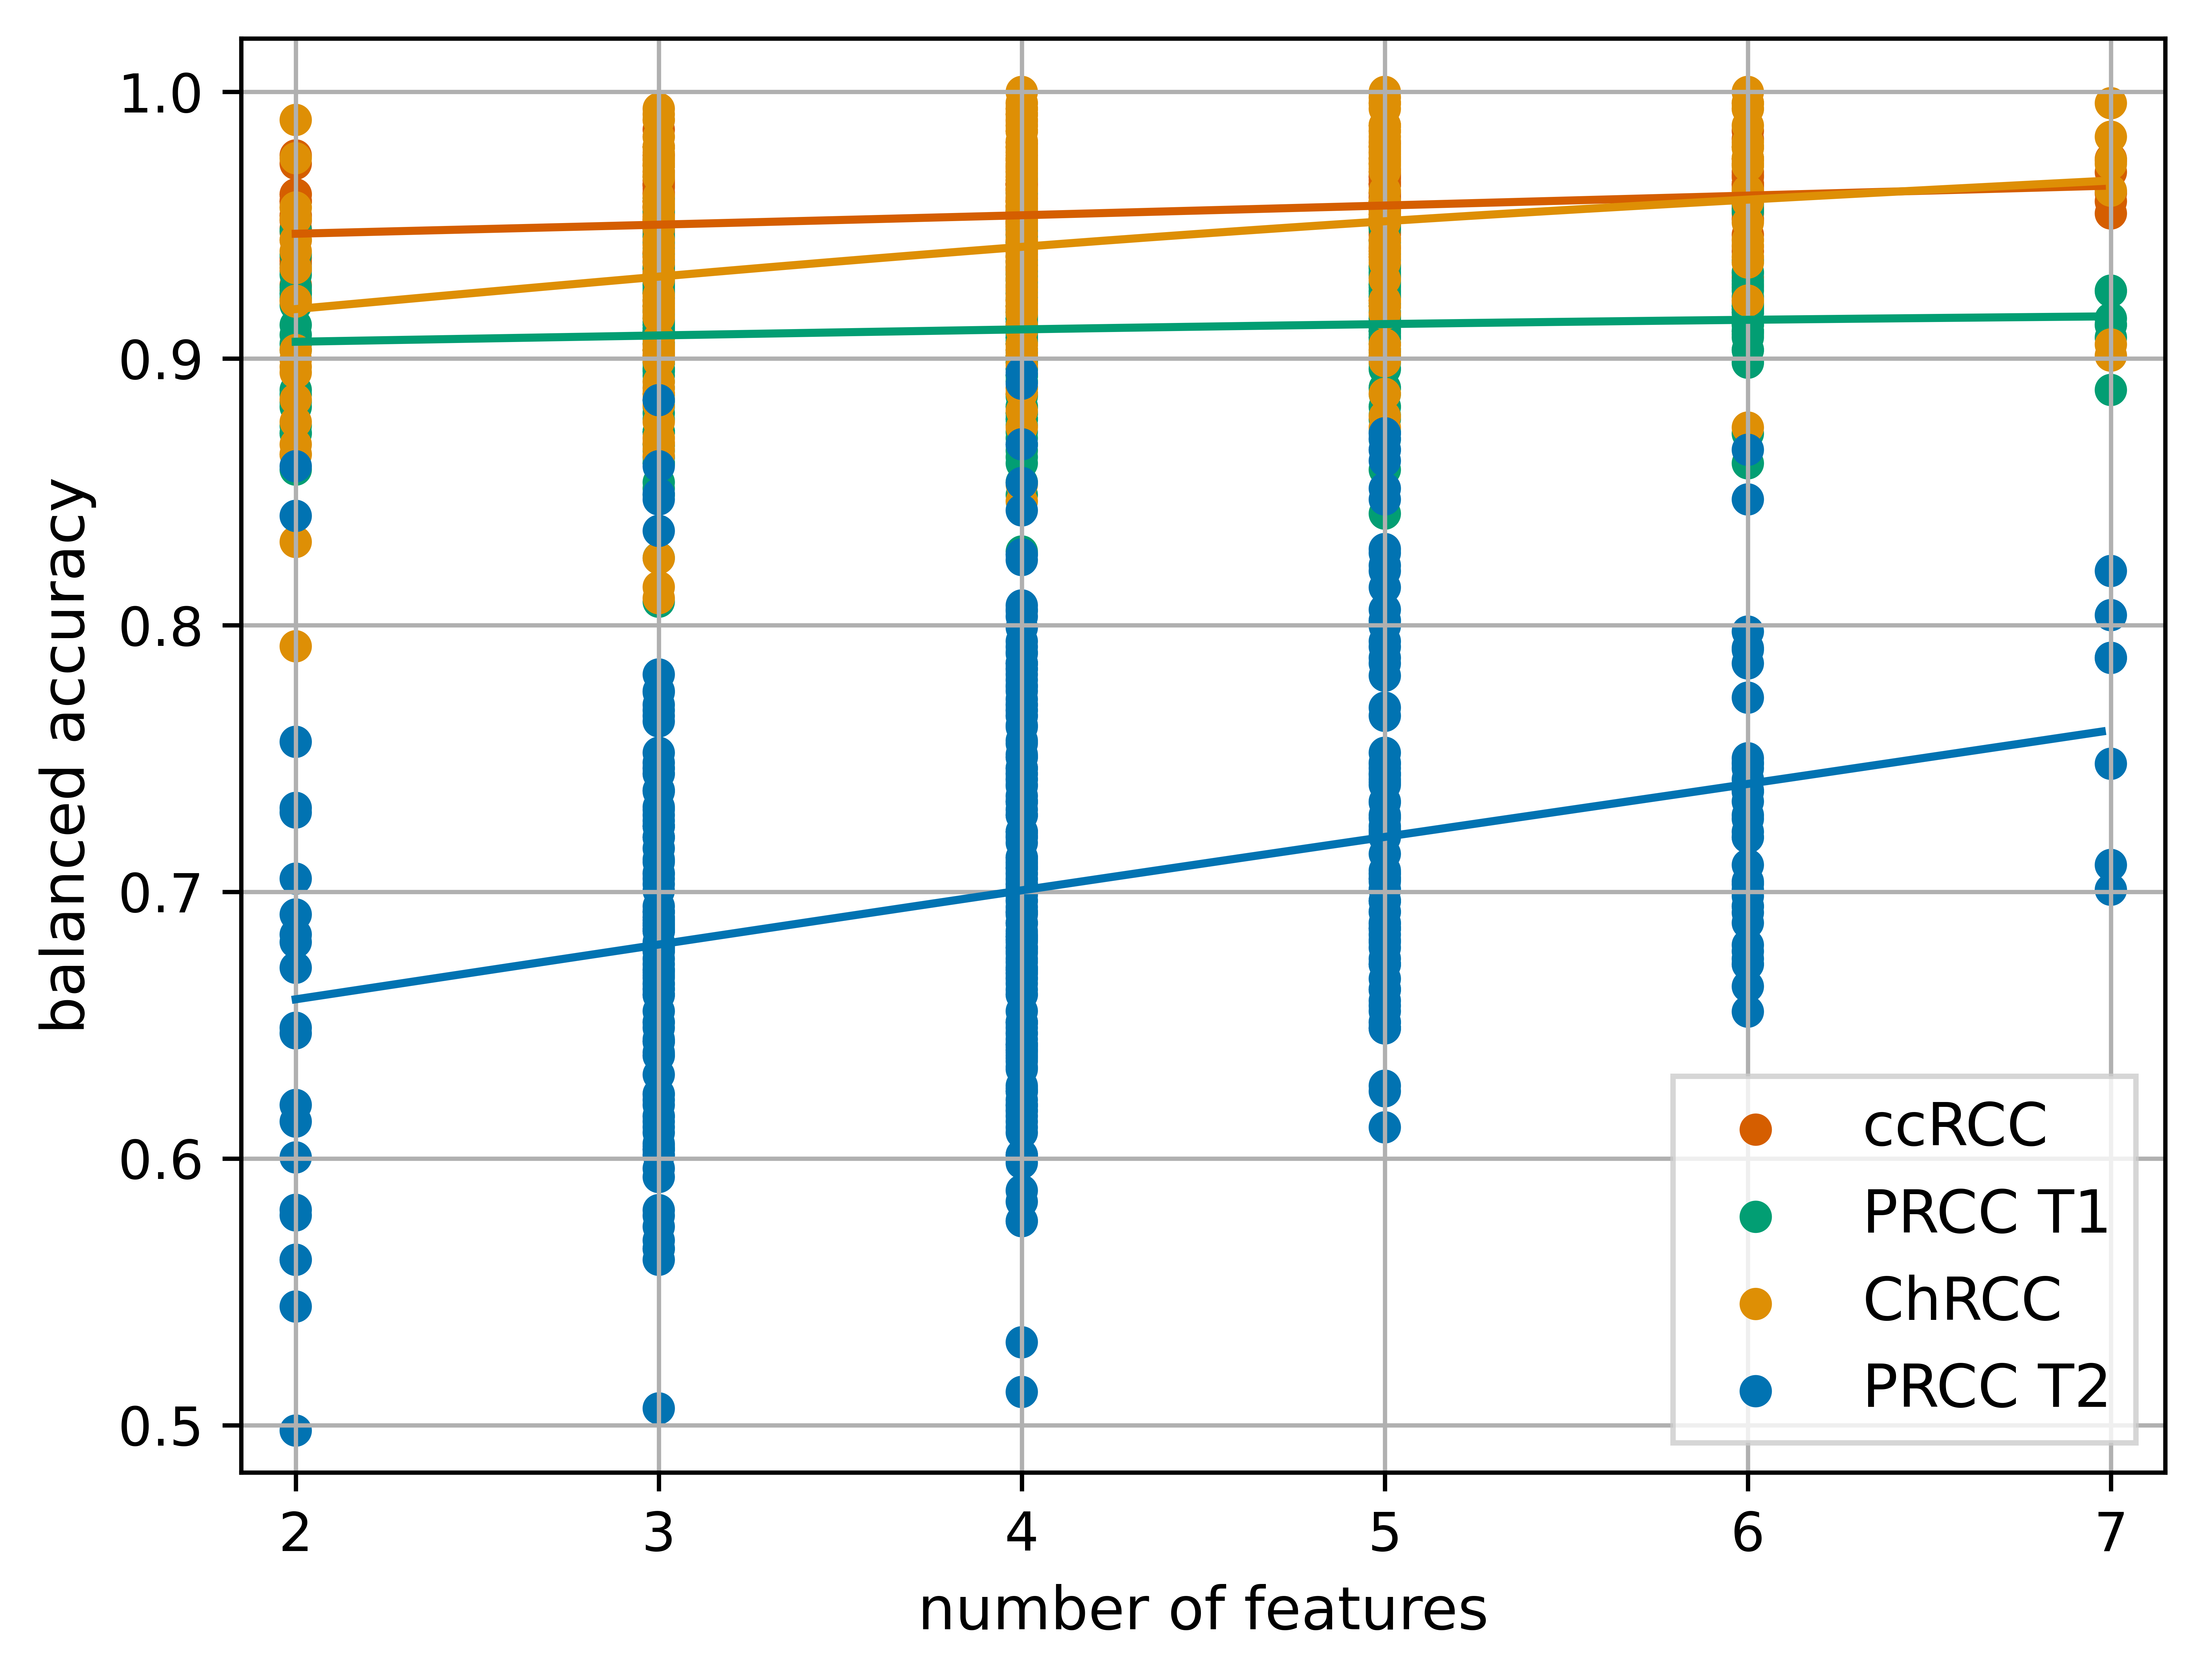 1.0
0.9
0.8
0.7
0.6
0.5
balanced accuracy
ccRCC
PRCC T1
ChRCC
PRCC T2
2 3 4 5 6 7
number of features